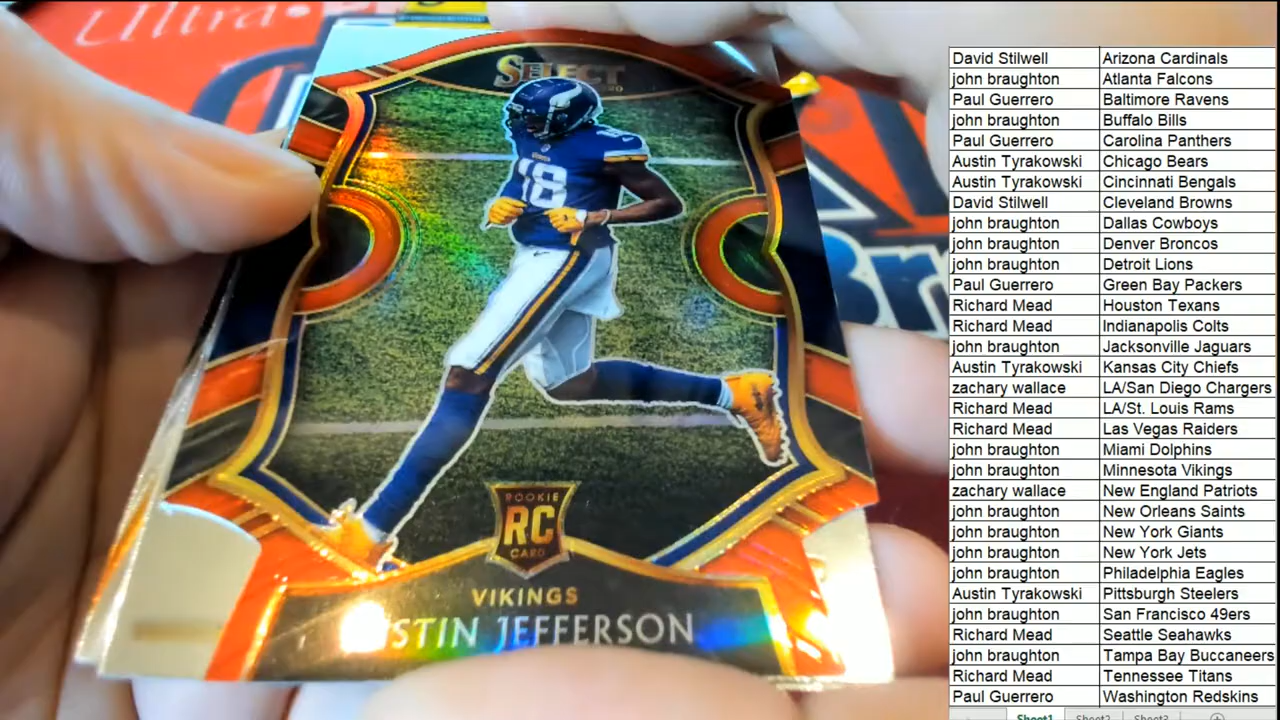 Ultra
SELECT
18
ROOKIE
RC
CARD
VIKINGS
STIN JEFFERSON
Br
David Stilwell Arizona Cardinals
john braughton Atlanta Falcons
Paul Guerrero Baltimore Ravens
john braughton Buffalo Bills
Paul Guerrero Carolina Panthers
Austin Tyrakowski Chicago Bears
Austin Tyrakowski Cincinnati Bengals
David Stilwell Cleveland Browns
john braughton Dallas Cowboys
john braughton Denver Broncos
john braughton Detroit Lions
Paul Guerrero Green Bay Packers
Richard Mead Houston Texans
Richard Mead Indianapolis Colts
john braughton Jacksonville Jaguars
Austin Tyrakowski Kansas City Chiefs
zachary wallace LA/San Diego Chargers
Richard Mead LA/St. Louis Rams
Richard Mead Las Vegas Raiders
john braughton Miami Dolphins
john braughton Minnesota Vikings
zachary wallace New England Patriots
john braughton New Orleans Saints
john braughton New York Giants
john braughton New York Jets
john braughton Philadelphia Eagles
Austin Tyrakowski Pittsburgh Steelers
john braughton San Francisco 49ers
Richard Mead Seattle Seahawks
john braughton Tampa Bay Buccaneers
Richard Mead Tennessee Titans
Paul Guerrero Washington Redskins
Sheet1 Sheet2 Sheet3